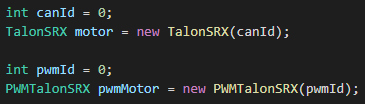 int canId = 0;
TalonSRX motor = new TalonSRX(canId);
int pwmId = 0;
PWMTalonSRX pwmMotor = new PWMTalonSRX(pwmId);